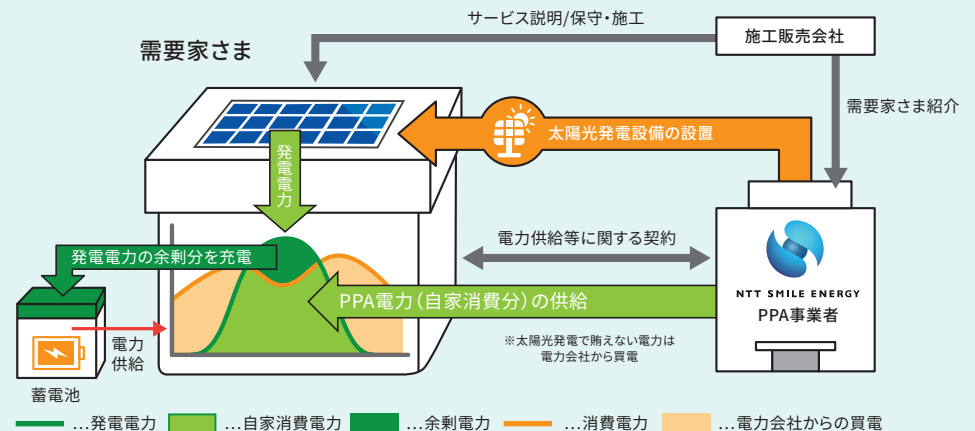 サービス説明/保守・施工
施工販売会社
需要家さま
需要家さま紹介
太陽光発電設備の設置
発電電力
発電電力の余剰分を充電
電力供給等に関する契約
NTT SMILE ENERGY
PPA事業者
PPA電力（自家消費分）の供給
※太陽光発電で賄えない電力は
電力会社から買電
電力
供給
蓄電池
…発電電力
…自家消費電力
…余剰電力
…消費電力
…電力会社からの買電